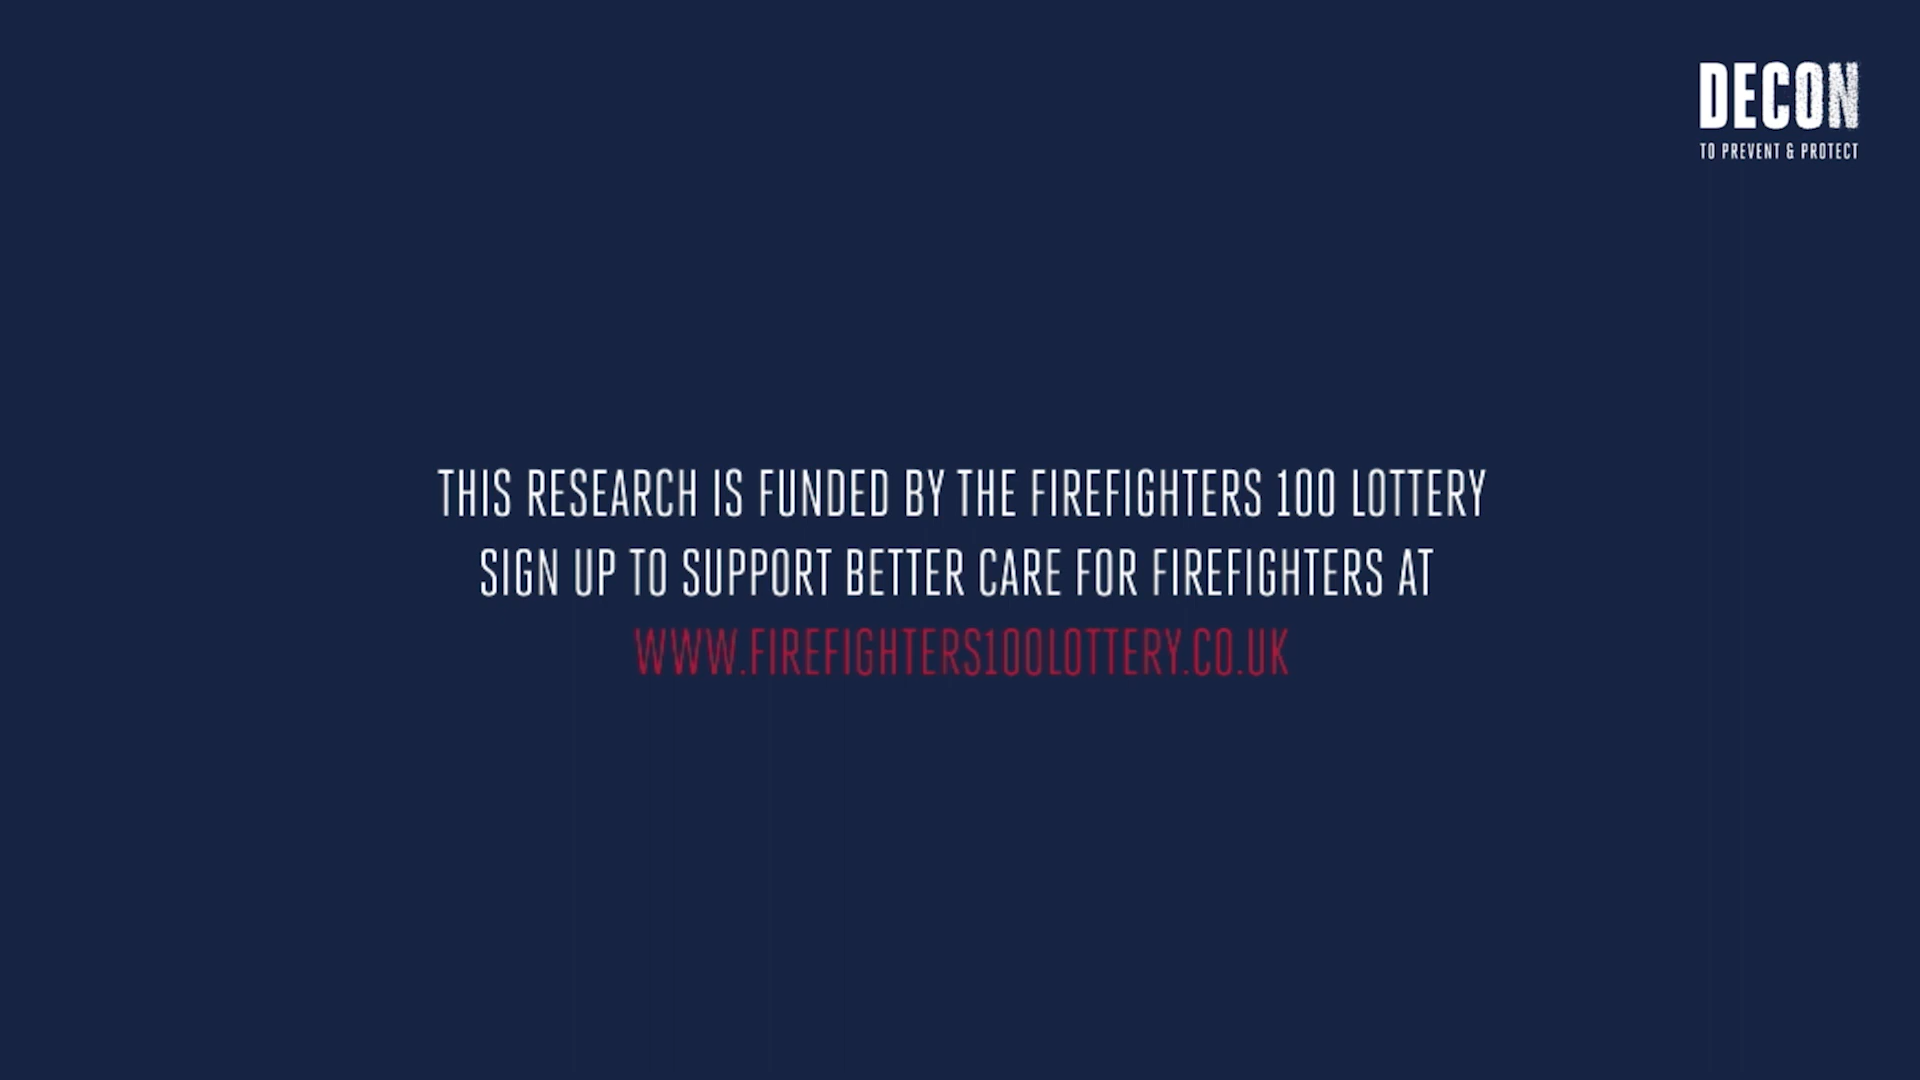 DECON
TO PREVENT & PROTECT
THIS RESEARCH IS FUNDED BY THE FIREFIGHTERS 100 LOTTERY
SIGN UP TO SUPPORT BETTER CARE FOR FIREFIGHTERS AT
WWW.FIREFIGHTERS100LOTTERY.CO.UK